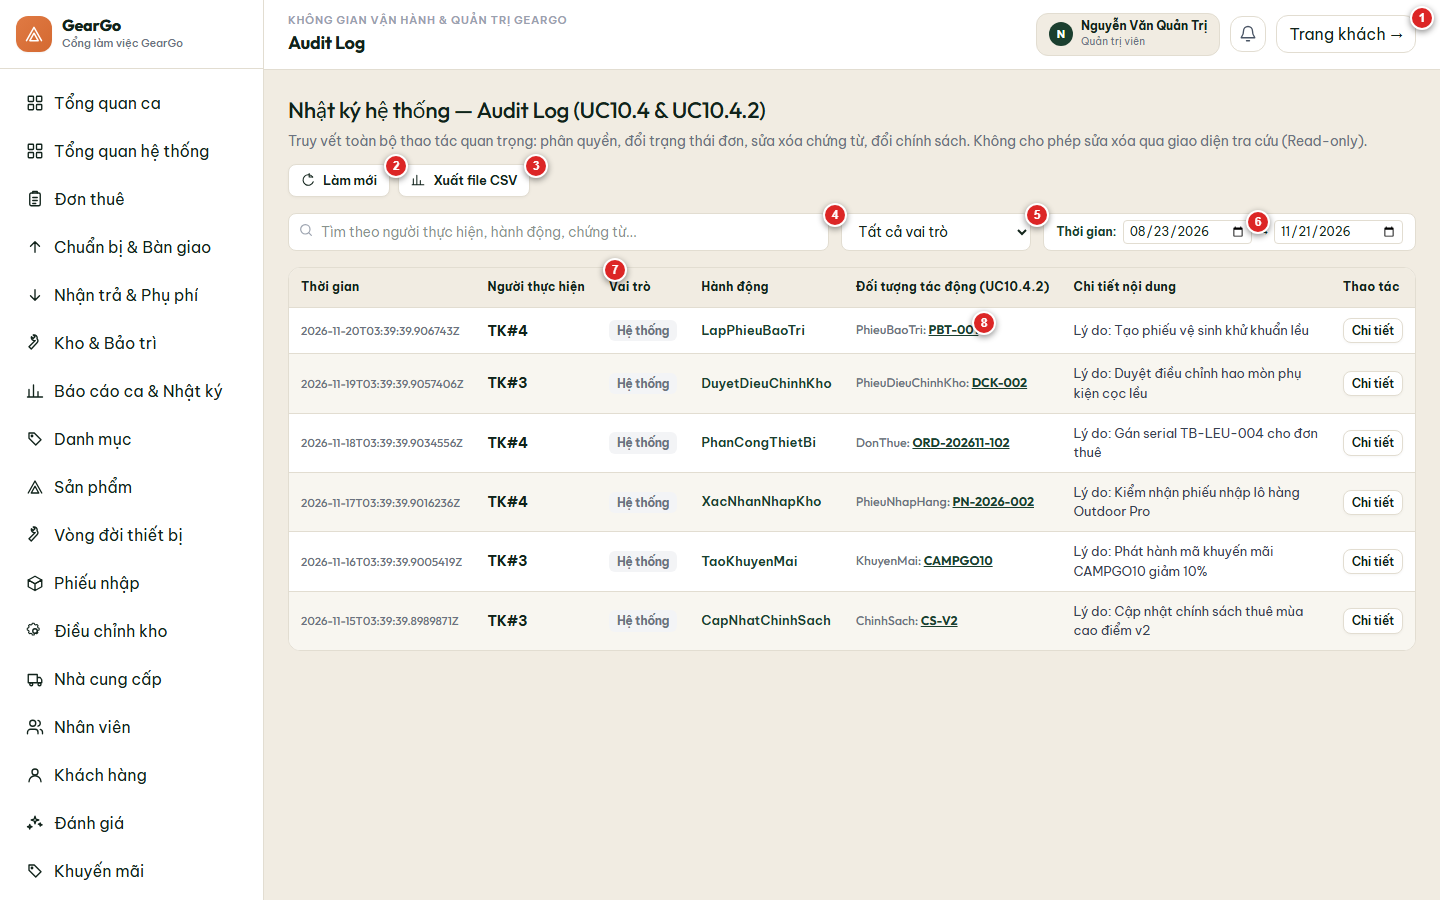 GearGo
Cổng làm việc GearGo
Tổng quan ca
Tổng quan hệ thống
Đơn thuê
Chuẩn bị & Bàn giao
Nhận trả & Phụ phí
Kho & Bảo trì
Báo cáo ca & Nhật ký
Danh mục
Sản phẩm
Vòng đời thiết bị
Phiếu nhập
Điều chỉnh kho
Nhà cung cấp
Nhân viên
Khách hàng
Đánh giá
Khuyến mãi
KHÔNG GIAN VẬN HÀNH & QUẢN TRỊ GEARGO
Audit Log
N
Nguyễn Văn Quản Trị
Quản trị viên
Trang khách →
1
Nhật ký hệ thống — Audit Log (UC10.4 & UC10.4.2)
Truy vết toàn bộ thao tác quan trọng: phân quyền, đổi trạng thái đơn, sửa xóa chứng từ, đổi chính sách. Không cho phép sửa xóa qua giao diện tra cứu (Read-only).
Làm mới
2
Xuất file CSV
3
Tìm theo người thực hiện, hành động, chứng từ...
4
Tất cả vai trò
5
Thời gian: 08/23/2026
6
11/21/2026
7
Thời gian Người thực hiện Vai trò Hành động Đối tượng tác động (UC10.4.2) Chi tiết nội dung Thao tác
2026-11-20T03:39:39.906743Z TK#4 Hệ thống LapPhieuBaoTri PhieuBaoTri: PBT-00 8 Lý do: Tạo phiếu vệ sinh khử khuẩn lều Chi tiết
2026-11-19T03:39:39.9057406Z TK#3 Hệ thống DuyetDieuChinhKho PhieuDieuChinhKho: DCK-002 Lý do: Duyệt điều chỉnh hao mòn phụ
kiện cọc lều Chi tiết
2026-11-18T03:39:39.9034556Z TK#4 Hệ thống PhanCongThietBi DonThue: ORD-202611-102 Lý do: Gán serial TB-LEU-004 cho đơn
thuê Chi tiết
2026-11-17T03:39:39.9016236Z TK#4 Hệ thống XacNhanNhapKho PhieuNhapHang: PN-2026-002 Lý do: Kiểm nhận phiếu nhập lô hàng
Outdoor Pro Chi tiết
2026-11-16T03:39:39.9005419Z TK#3 Hệ thống TaoKhuyenMai KhuyenMai: CAMPGO10 Lý do: Phát hành mã khuyến mãi
CAMPGO10 giảm 10% Chi tiết
2026-11-15T03:39:39.8989871Z TK#3 Hệ thống CapNhatChinhSach ChinhSach: CS-V2 Lý do: Cập nhật chính sách thuê mùa
cao điểm v2 Chi tiết